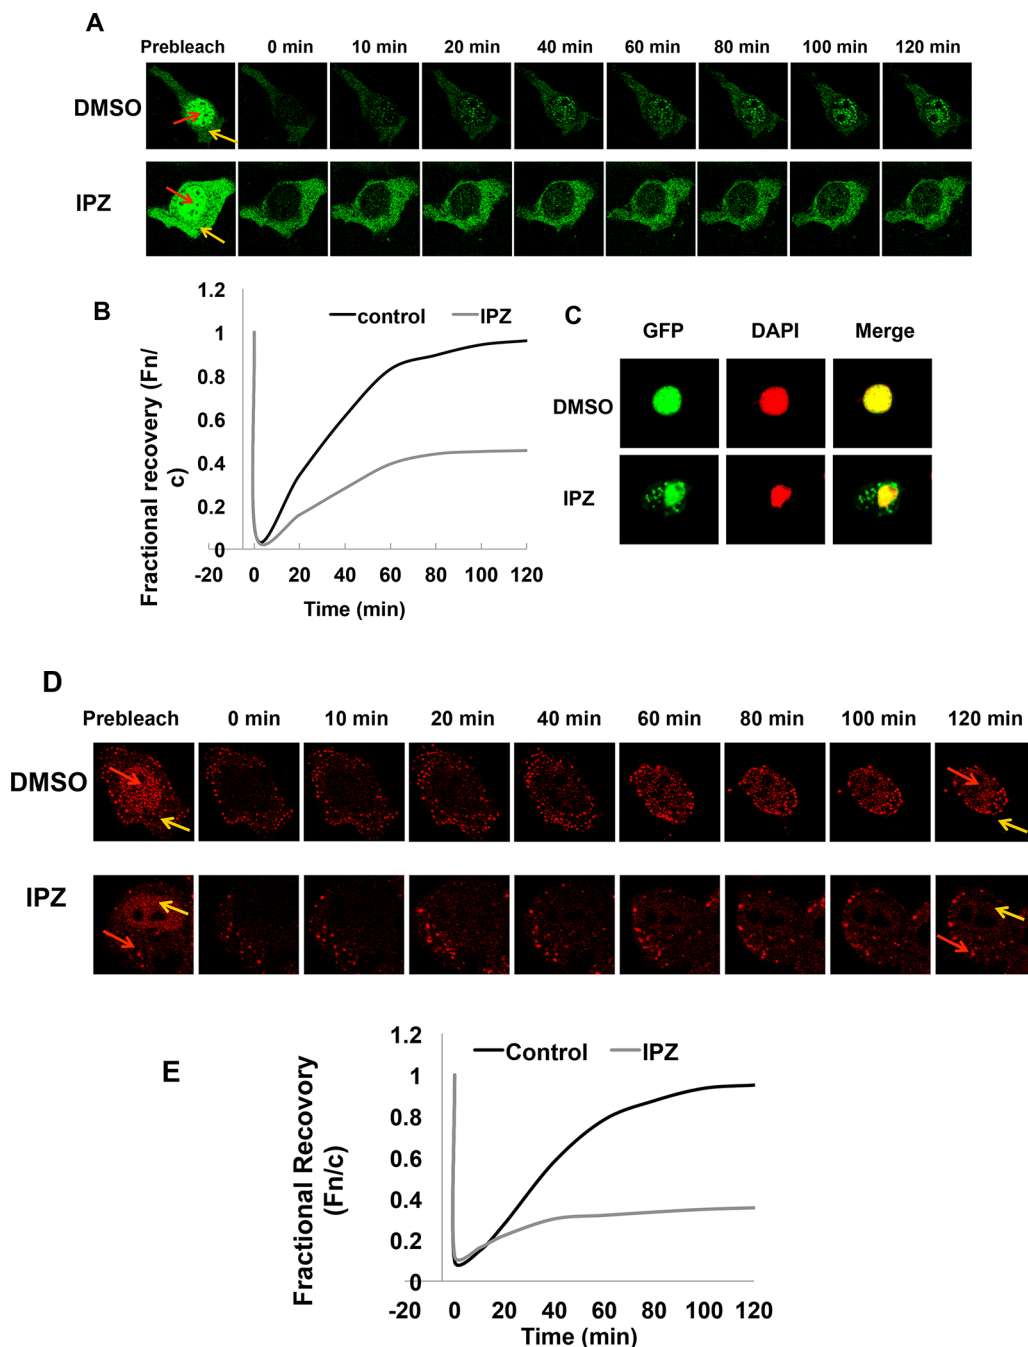 A
Prebleach 0 min 10 min 20 min 40 min 60 min 80 min 100 min 120 min
DMSO
IPZ
B
1.2
1
0.8
0.6
0.4
0.2
0
-20 0 20 40 60 80 100 120
Fractional recovery (Fn/
c)
Time (min)
control IPZ
C
GFP DAPI Merge
DMSO
IPZ
D
Prebleach 0 min 10 min 20 min 40 min 60 min 80 min 100 min 120 min
DMSO
IPZ
E
1.2
1
0.8
0.6
0.4
0.2
0
-20 0 20 40 60 80 100 120
Fractional Recovory
(Fn/c)
Time (min)
Control IPZ